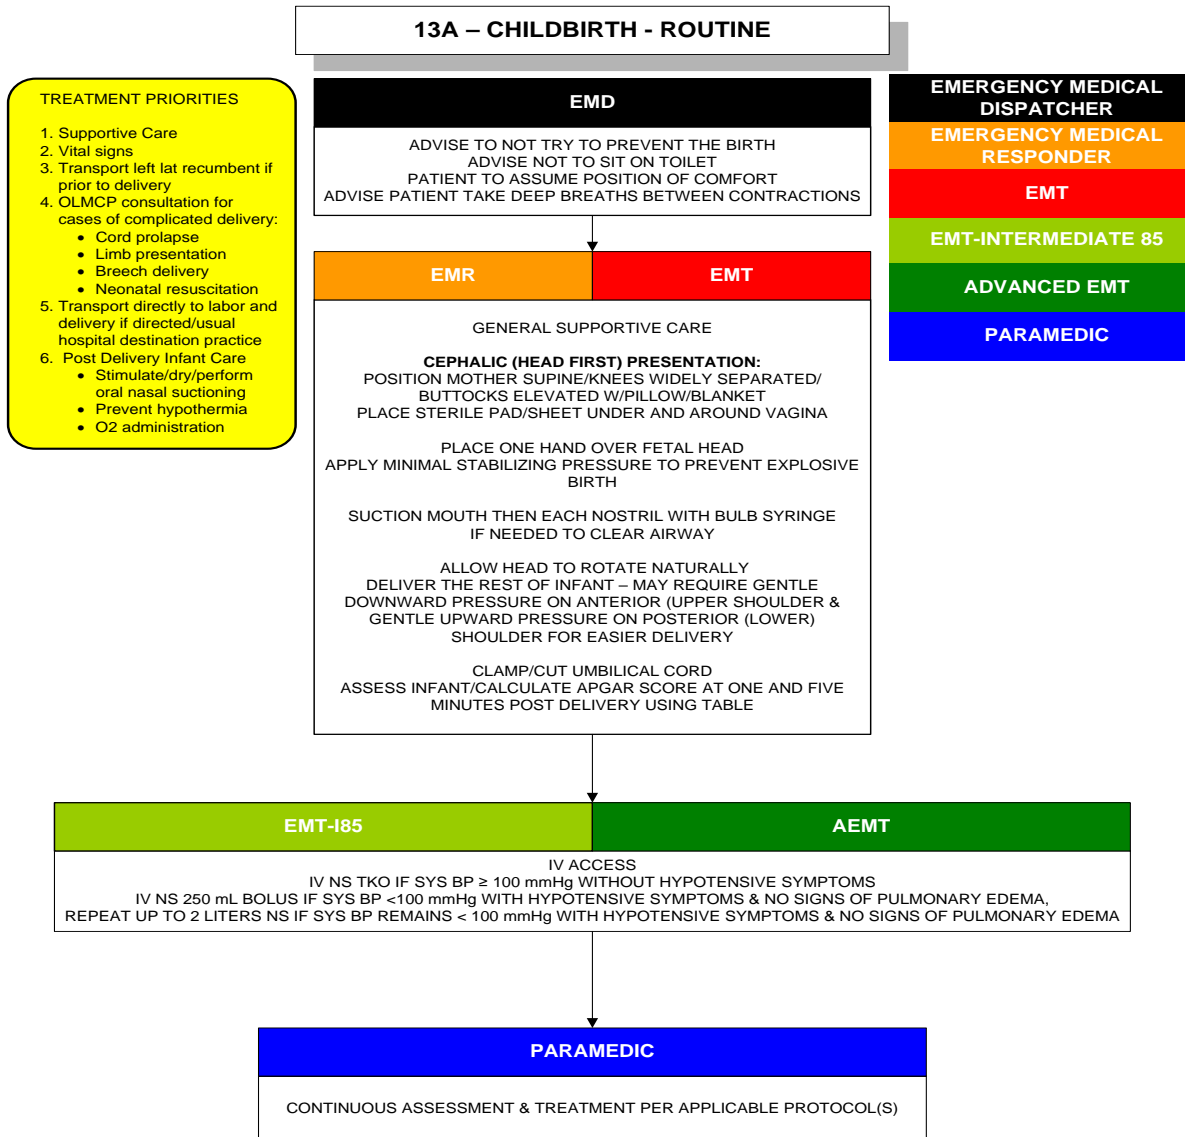 13A – CHILDBIRTH - ROUTINE
TREATMENT PRIORITIES
1. Supportive Care
2. Vital signs
3. Transport left lat recumbent if
prior to delivery
4. OLMCP consultation for
cases of complicated delivery:
• Cord prolapse
• Limb presentation
• Breech delivery
• Neonatal resuscitation
5. Transport directly to labor and
delivery if directed/usual
hospital destination practice
6. Post Delivery Infant Care
• Stimulate/dry/perform
oral nasal suctioning
• Prevent hypothermia
• O2 administration
EMD
ADVISE TO NOT TRY TO PREVENT THE BIRTH
ADVISE NOT TO SIT ON TOILET
PATIENT TO ASSUME POSITION OF COMFORT
ADVISE PATIENT TAKE DEEP BREATHS BETWEEN CONTRACTIONS
EMERGENCY MEDICAL
DISPATCHER
EMERGENCY MEDICAL
RESPONDER
EMT
EMT-INTERMEDIATE 85
ADVANCED EMT
PARAMEDIC
EMR
EMT
GENERAL SUPPORTIVE CARE
CEPHALIC (HEAD FIRST) PRESENTATION:
POSITION MOTHER SUPINE/KNEES WIDELY SEPARATED/
BUTTOCKS ELEVATED W/PILLOW/BLANKET
PLACE STERILE PAD/SHEET UNDER AND AROUND VAGINA
PLACE ONE HAND OVER FETAL HEAD
APPLY MINIMAL STABILIZING PRESSURE TO PREVENT EXPLOSIVE
BIRTH
SUCTION MOUTH THEN EACH NOSTRIL WITH BULB SYRINGE
IF NEEDED TO CLEAR AIRWAY
ALLOW HEAD TO ROTATE NATURALLY
DELIVER THE REST OF INFANT – MAY REQUIRE GENTLE
DOWNWARD PRESSURE ON ANTERIOR (UPPER SHOULDER &
GENTLE UPWARD PRESSURE ON POSTERIOR (LOWER)
SHOULDER FOR EASIER DELIVERY
CLAMP/CUT UMBILICAL CORD
ASSESS INFANT/CALCULATE APGAR SCORE AT ONE AND FIVE
MINUTES POST DELIVERY USING TABLE
EMT-I85
AEMT
IV ACCESS
IV NS TKO IF SYS BP ≥ 100 mmHg WITHOUT HYPOTENSIVE SYMPTOMS
IV NS 250 mL BOLUS IF SYS BP <100 mmHg WITH HYPOTENSIVE SYMPTOMS & NO SIGNS OF PULMONARY EDEMA,
REPEAT UP TO 2 LITERS NS IF SYS BP REMAINS < 100 mmHg WITH HYPOTENSIVE SYMPTOMS & NO SIGNS OF PULMONARY EDEMA
PARAMEDIC
CONTINUOUS ASSESSMENT & TREATMENT PER APPLICABLE PROTOCOL(S)